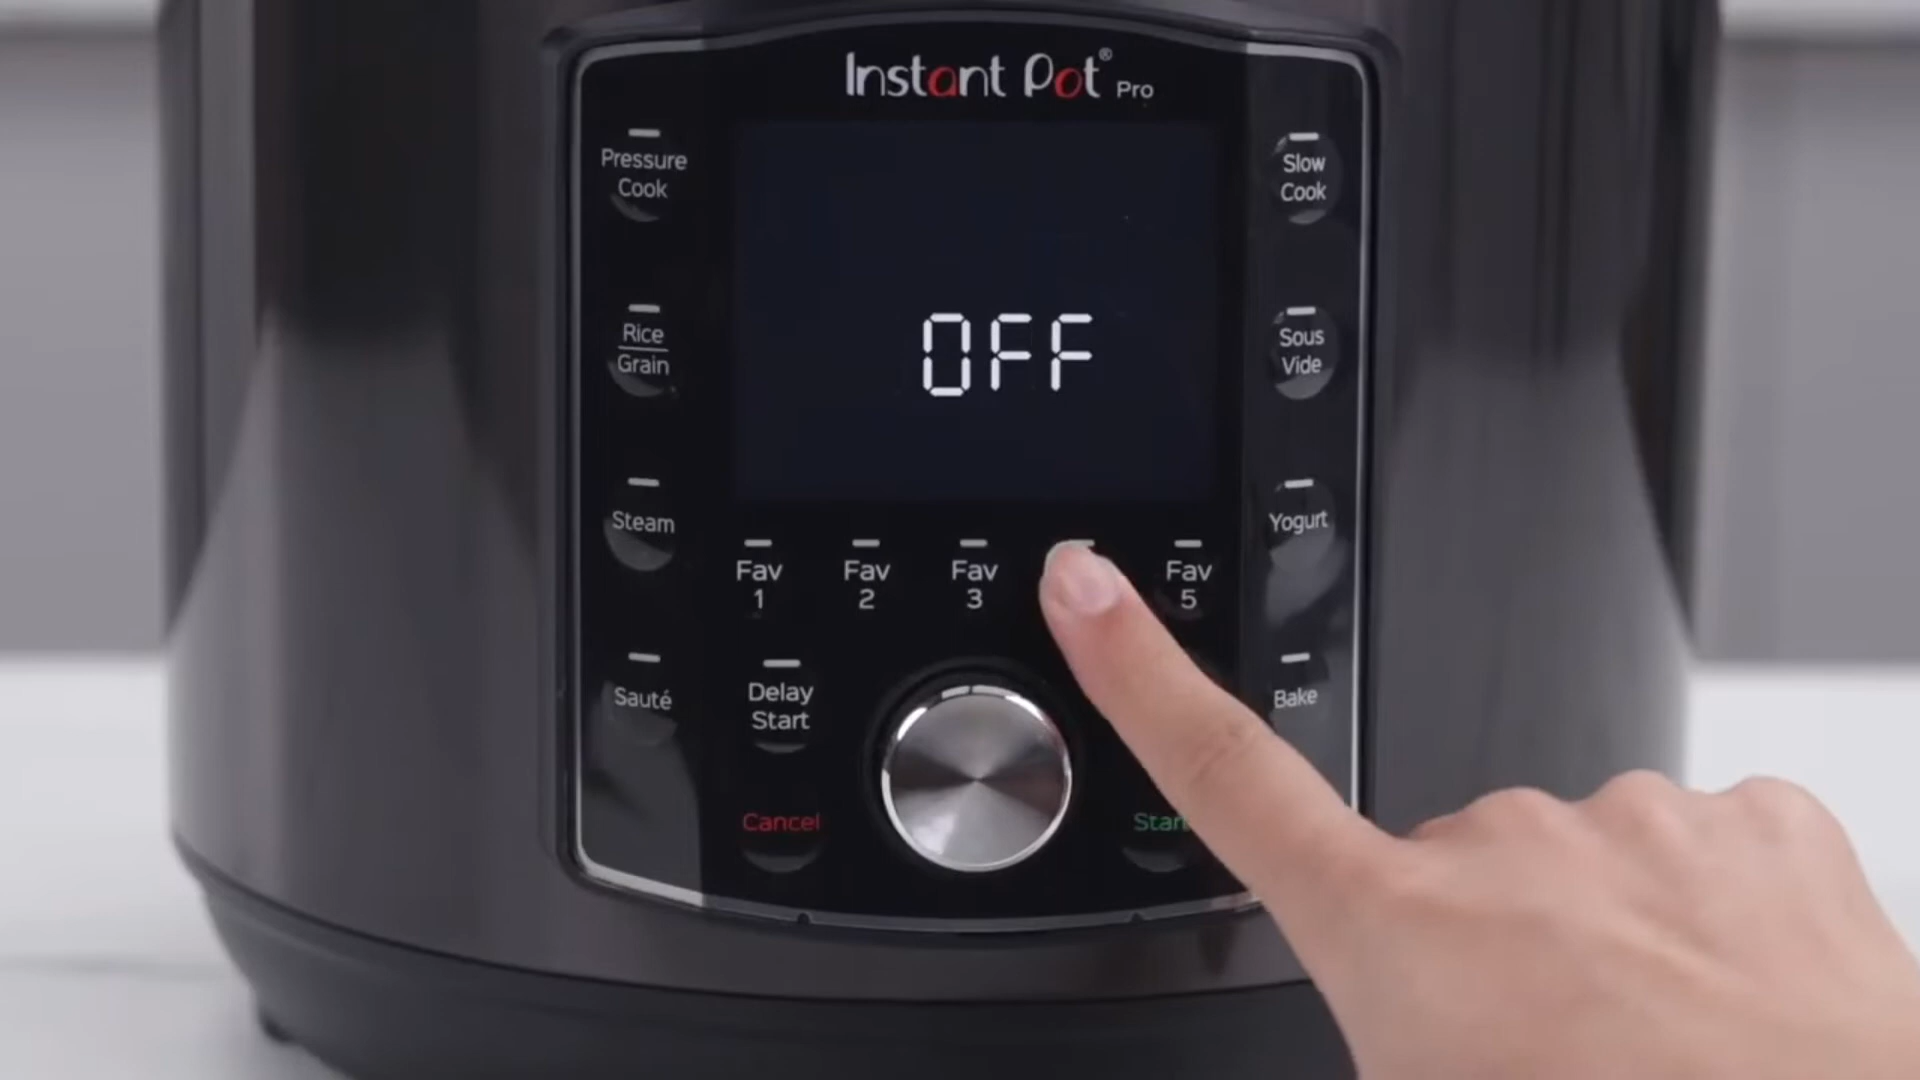 Instant Pot® Pro
Pressure
Cook
Slow
Cook
OFF
Rice
Grain
Sous
Vide
Steam
Yogurt
Fav
1
Fav
2
Fav
3
Fav
5
Sauté
Delay
Start
Bake
Cancel